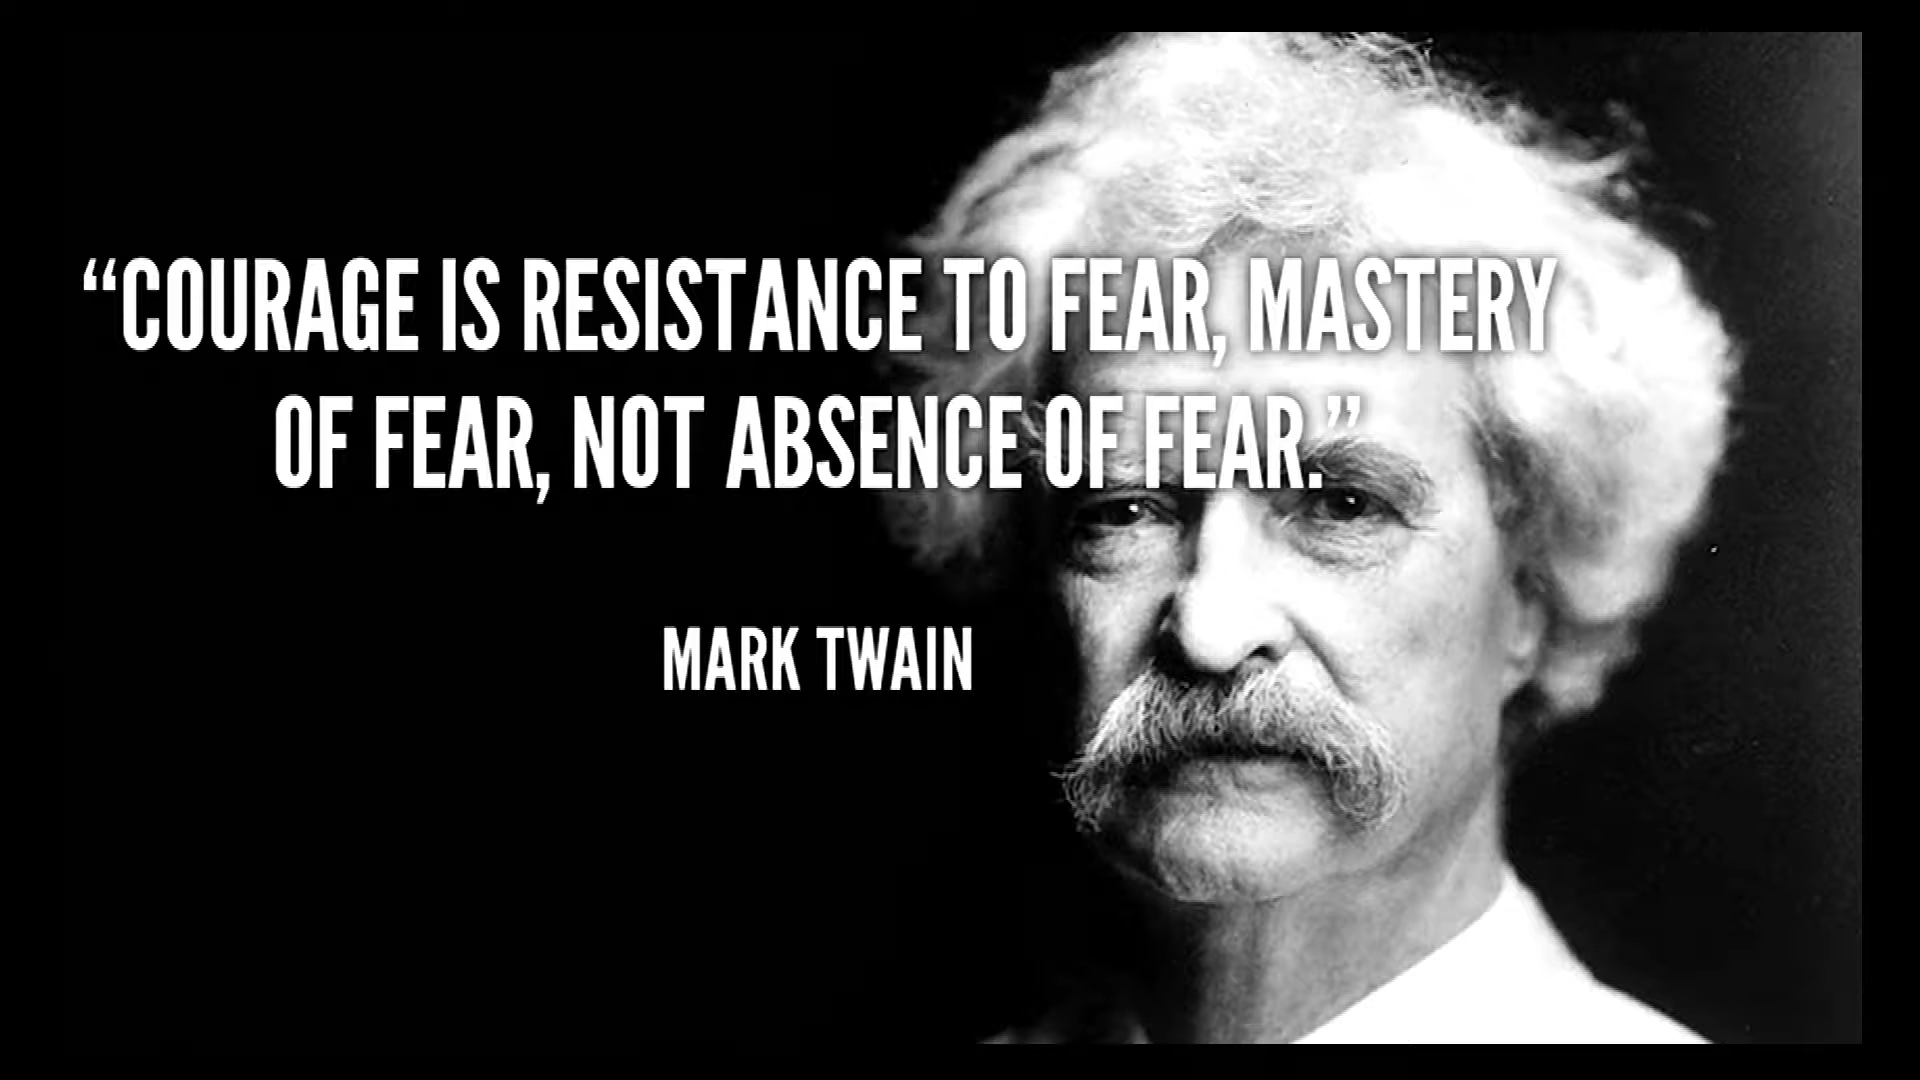 “COURAGE IS RESISTANCE TO FEAR, MASTERY
OF FEAR, NOT ABSENCE OF FEAR.”
MARK TWAIN